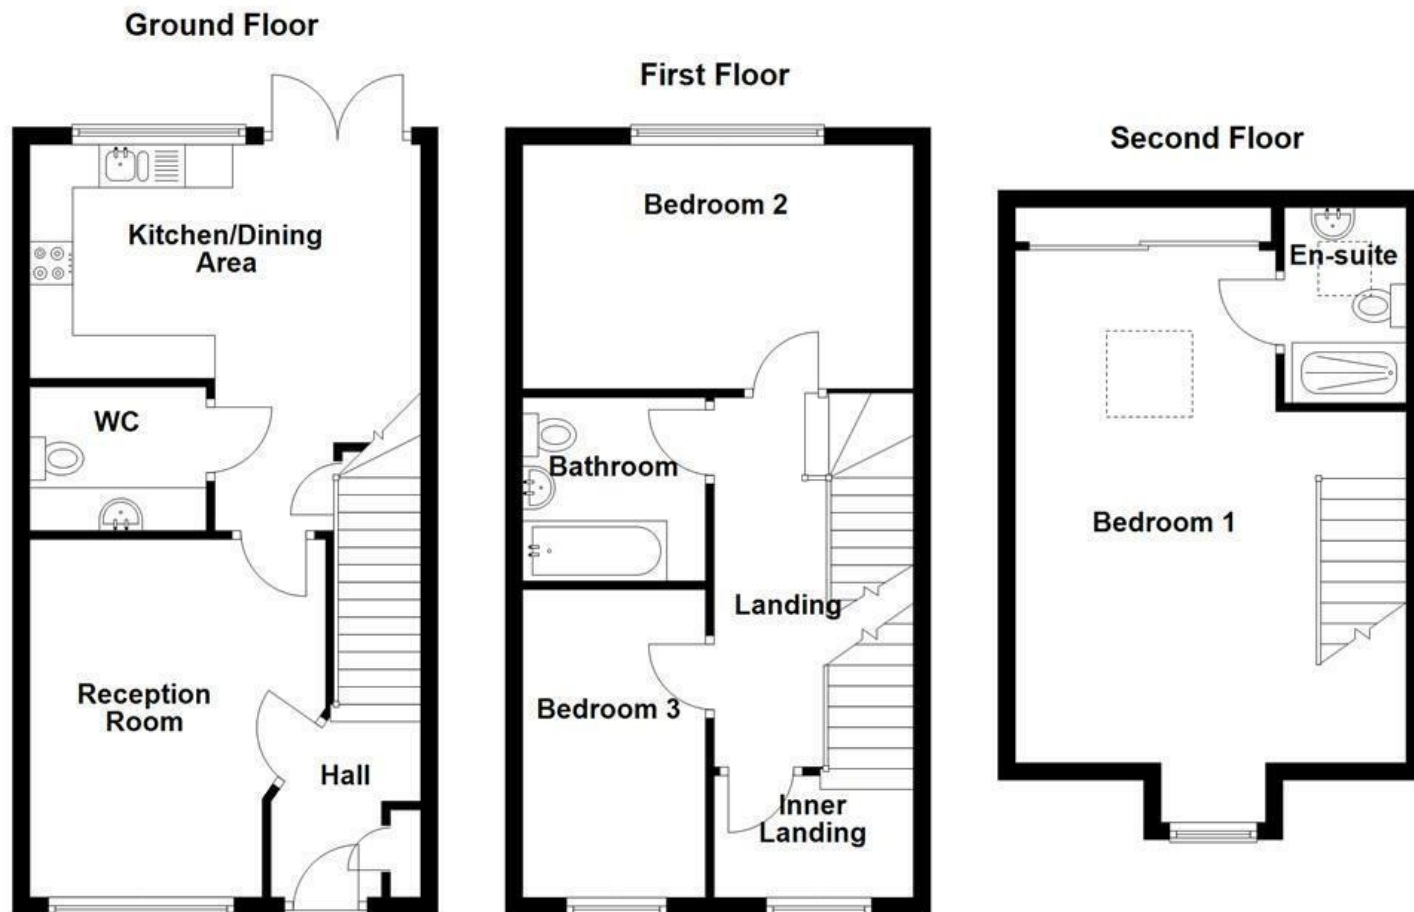 Ground Floor
Kitchen/Dining
Area
WC
Reception
Room
Hall
First Floor
Bedroom 2
Bathroom
Landing
Bedroom 3
Inner
Landing
Second Floor
En-suite
Bedroom 1